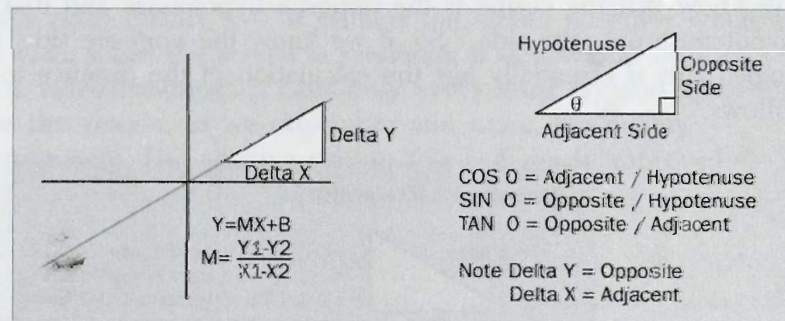 Delta Y
Delta X
Y=MX+B
M= Y1-Y2
X1-X2
Hypotenuse
Opposite
Side
θ
Adjacent Side
COS 0 = Adjacent / Hypotenuse
SIN 0 = Opposite / Hypotenuse
TAN 0 = Opposite / Adjacent
Note Delta Y = Opposite
Delta X = Adjacent